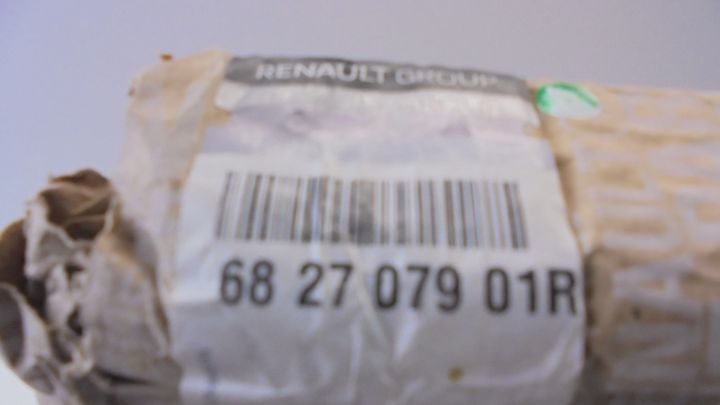 RENAULT GROUP
68 27 079 01R